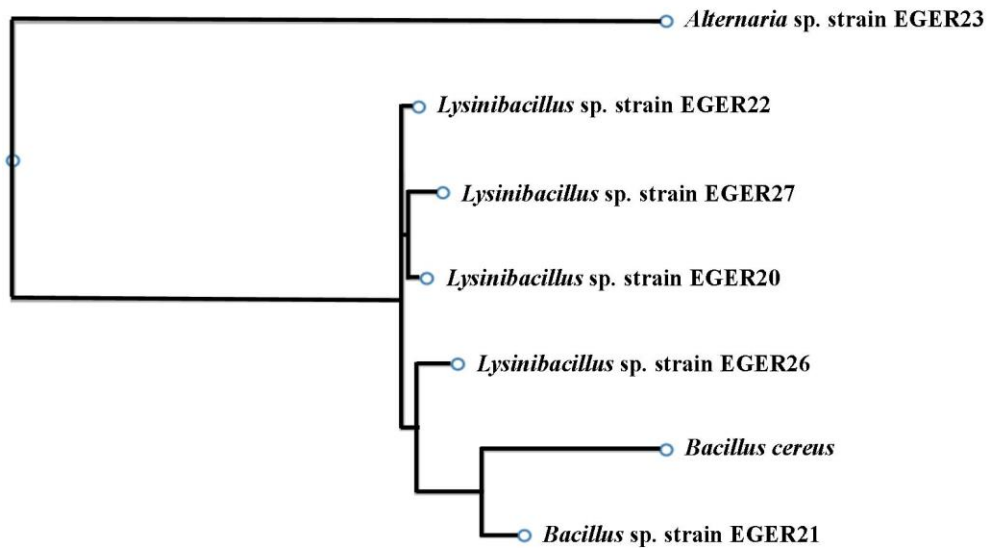 Alternaria sp. strain EGER23
Lysinibacillus sp. strain EGER22
Lysinibacillus sp. strain EGER27
Lysinibacillus sp. strain EGER20
Lysinibacillus sp. strain EGER26
Bacillus cereus
Bacillus sp. strain EGER21